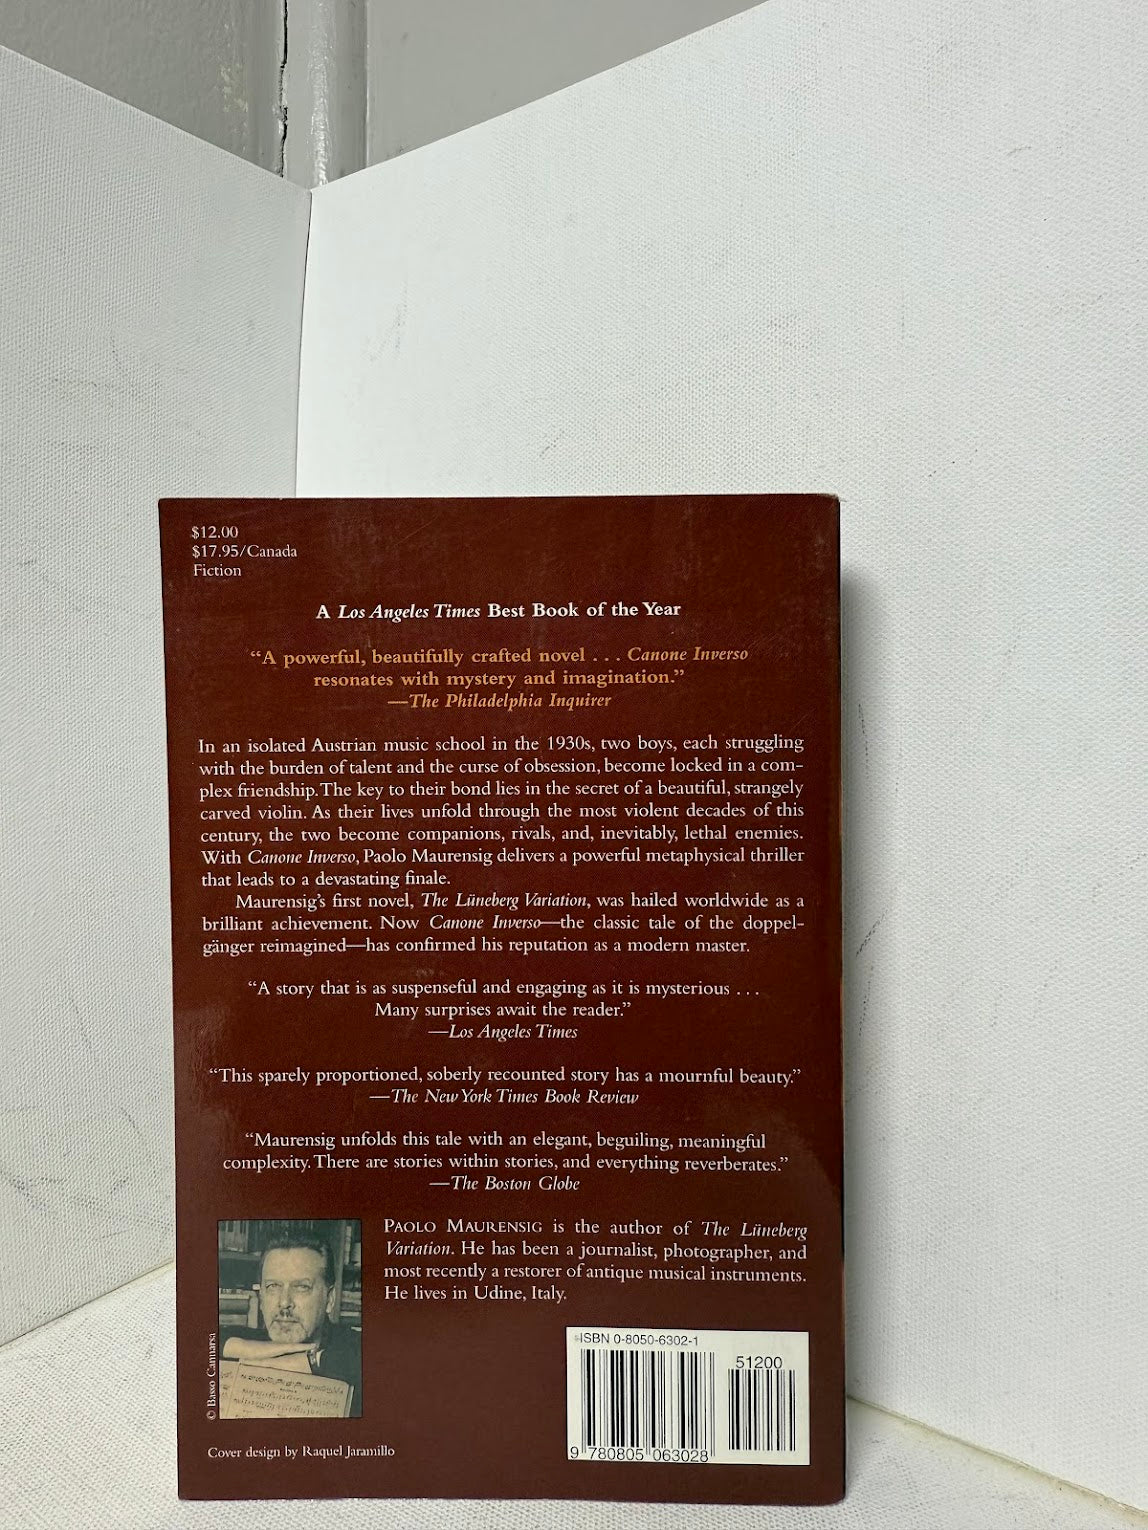 $12.00
$17.95/Canada
Fiction
A Los Angeles Times Best Book of the Year
“A powerful, beautifully crafted novel . . . Canone Inverso
resonates with mystery and imagination.”
—The Philadelphia Inquirer
In an isolated Austrian music school in the 1930s, two boys, each struggling
with the burden of talent and the curse of obsession, become locked in a com-
plex friendship. The key to their bond lies in the secret of a beautiful, strangely
carved violin. As their lives unfold through the most violent decades of this
century, the two become companions, rivals, and, inevitably, lethal enemies.
With Canone Inverso, Paolo Maurensig delivers a powerful metaphysical thriller
that leads to a devastating finale.
Maurensig’s first novel, The Lüneberg Variation, was hailed worldwide as a
brilliant achievement. Now Canone Inverso—the classic tale of the doppel-
gänger reimagined—has confirmed his reputation as a modern master.
“A story that is as suspenseful and engaging as it is mysterious . . .
Many surprises await the reader.”
—Los Angeles Times
“This sparely proportioned, soberly recounted story has a mournful beauty.”
—The New York Times Book Review
“Maurensig unfolds this tale with an elegant, beguiling, meaningful
complexity. There are stories within stories, and everything reverberates.”
—The Boston Globe
PAOLO MAURENSIG is the author of The Lüneberg
Variation. He has been a journalist, photographer, and
most recently a restorer of antique musical instruments.
He lives in Udine, Italy.
© Basso Cannarsa
ISBN 0-8050-6302-1
51200
9 780805 063028
Cover design by Raquel Jaramillo